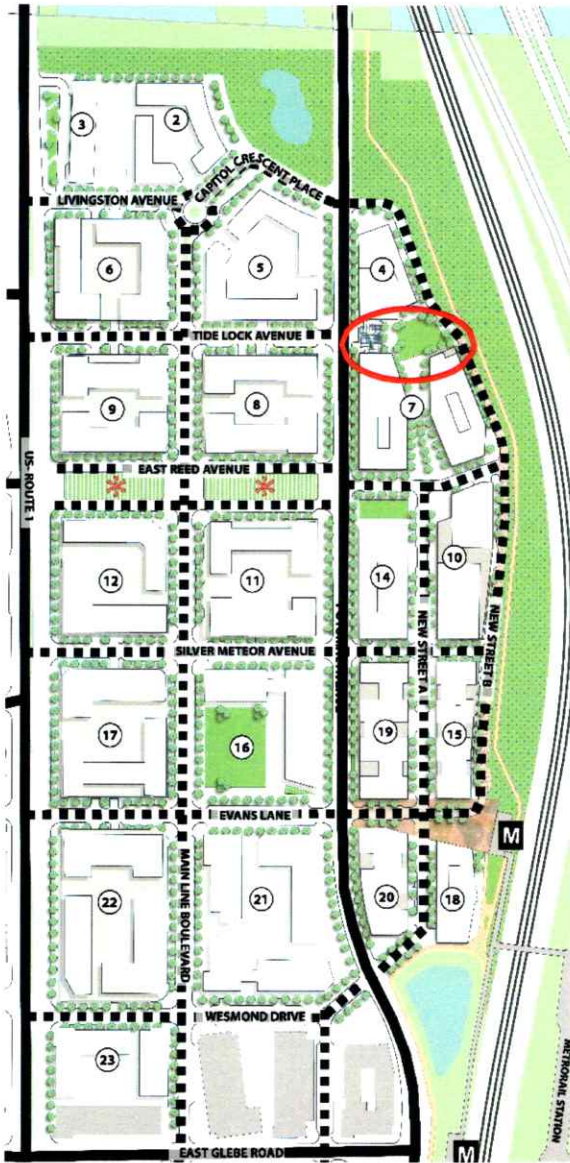 3
2
CAPITOL CRESCENT PLACE
LIVINGSTON AVENUE
6
5
4
TIDE LOCK AVENUE
9
8
7
US ROUTE 1
EAST REED AVENUE
12
11
14
10
NEW STREET A
NEW STREET B
SILVER METEOR AVENUE
17
16
19
15
EVANS LANE
M
MAIN LINE BOULEVARD
22
21
20
18
WESMOND DRIVE
23
METRORAIL STATION
EAST GLEBE ROAD
M